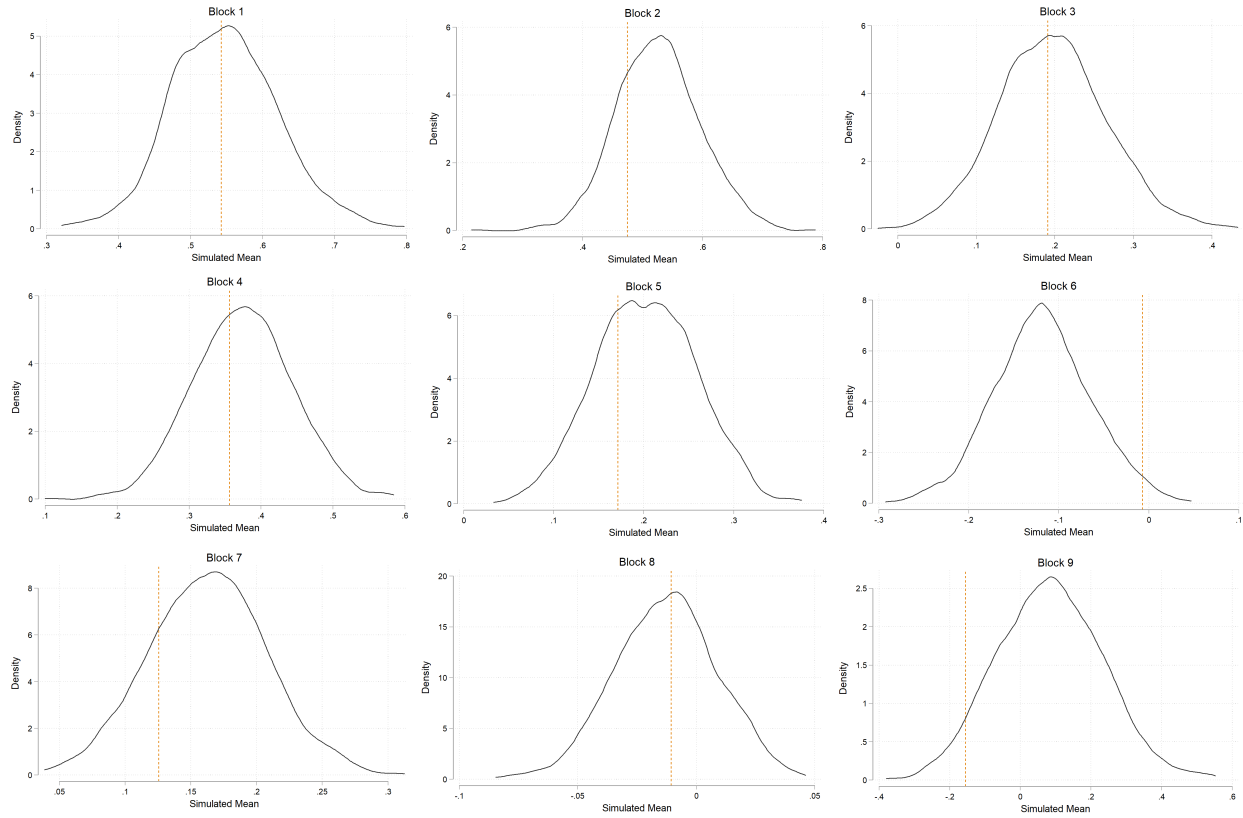 Block 1
5
4
3
2
1
0
Density
.3 .4 .5 .6 .7 .8
Simulated Mean
Block 2
6
4
2
0
Density
.2 .4 .6 .8
Simulated Mean
Block 3
6
4
2
0
Density
0 .1 .2 .3 .4
Simulated Mean
Block 4
6
4
2
0
Density
.1 .2 .3 .4 .5 .6
Simulated Mean
Block 5
6
4
2
0
Density
0 .1 .2 .3 .4
Simulated Mean
Block 6
8
6
4
2
0
Density
-.3 -.2 -.1 0 .1
Simulated Mean
Block 7
8
6
4
2
0
Density
.05 .1 .15 .2 .25 .3
Simulated Mean
Block 8
20
15
10
5
0
Density
-.1 -.05 0 .05
Simulated Mean
Block 9
2.5
2
1.5
1
.5
0
Density
-.4 -.2 0 .2 .4 .6
Simulated Mean